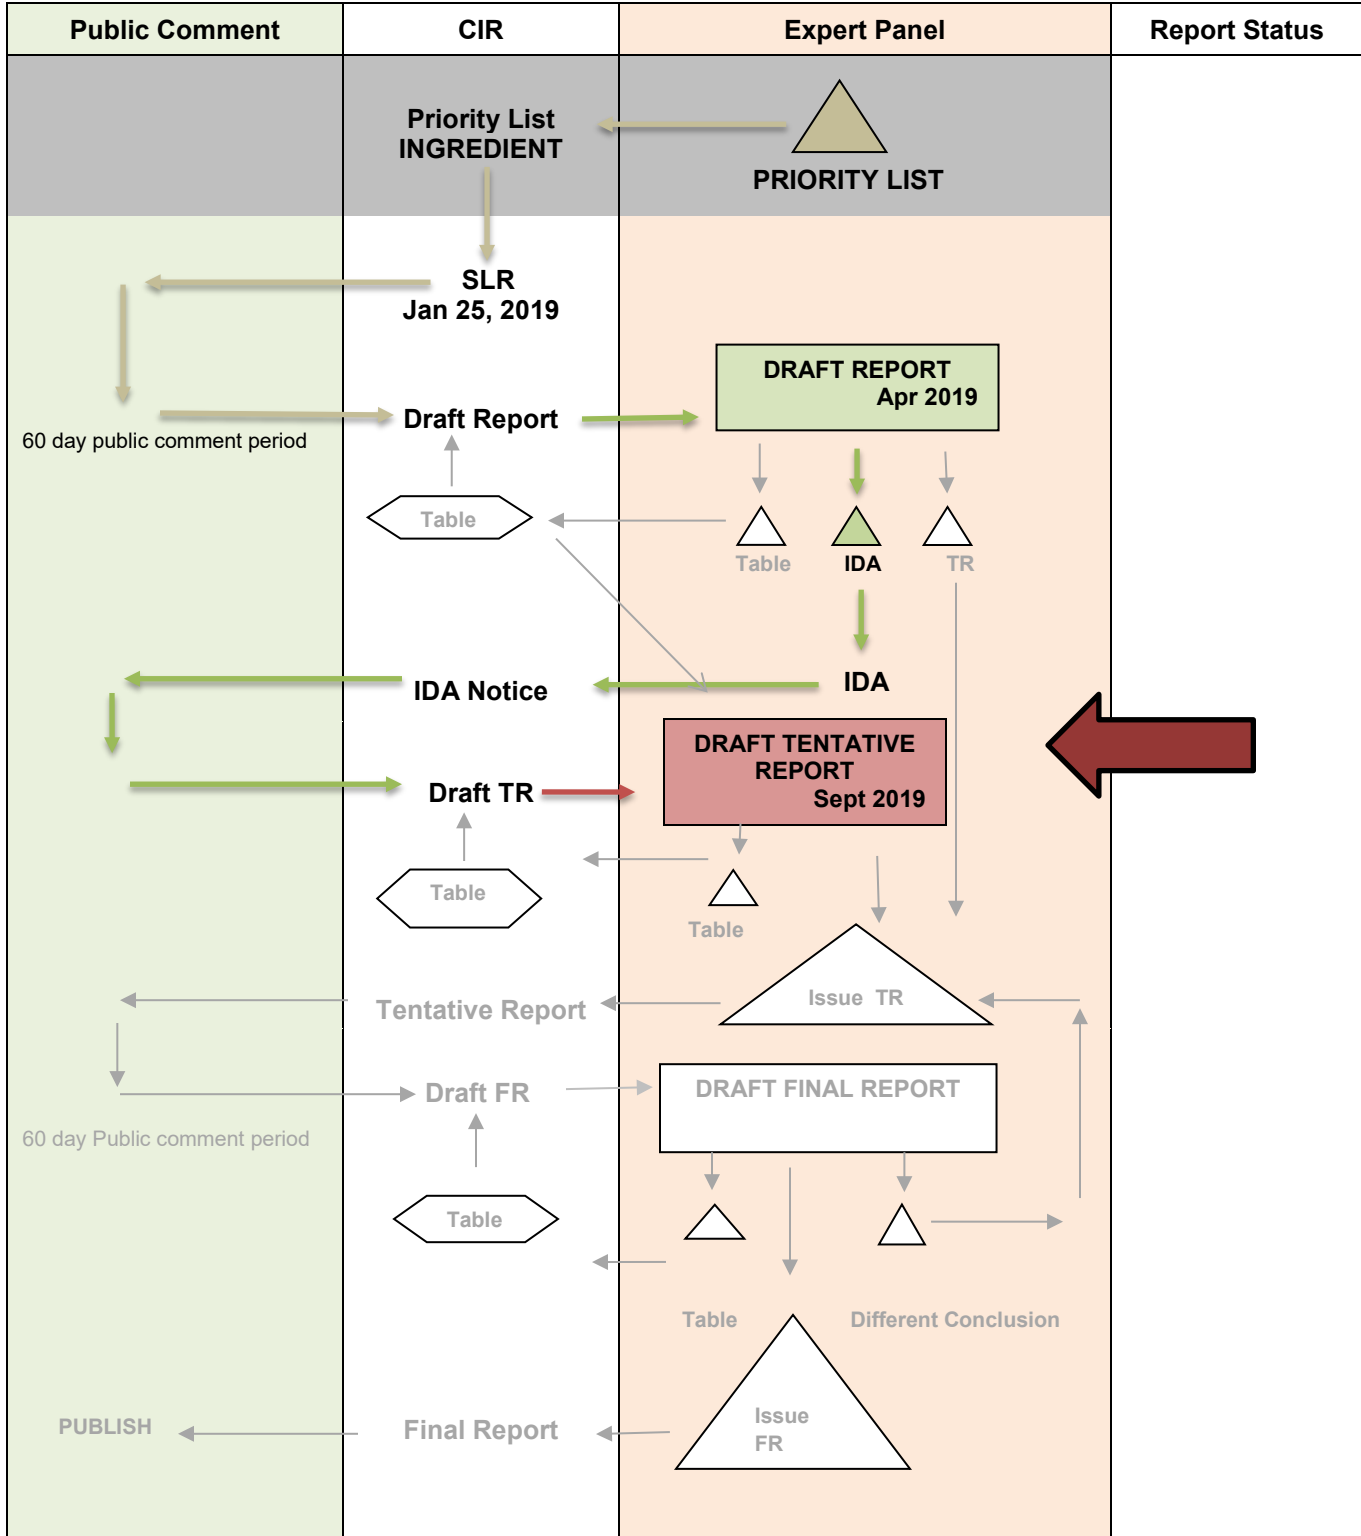 Public Comment
CIR
Expert Panel
Report Status
Priority List
INGREDIENT
PRIORITY LIST
SLR
Jan 25, 2019
DRAFT REPORT
Apr 2019
Draft Report
60 day public comment period
Table
Table
IDA
TR
IDA Notice
IDA
DRAFT TENTATIVE
REPORT
Sept 2019
Draft TR
Table
Table
Issue TR
Tentative Report
Draft FR
DRAFT FINAL REPORT
60 day Public comment period
Table
Table
Different Conclusion
PUBLISH
Final Report
Issue
FR